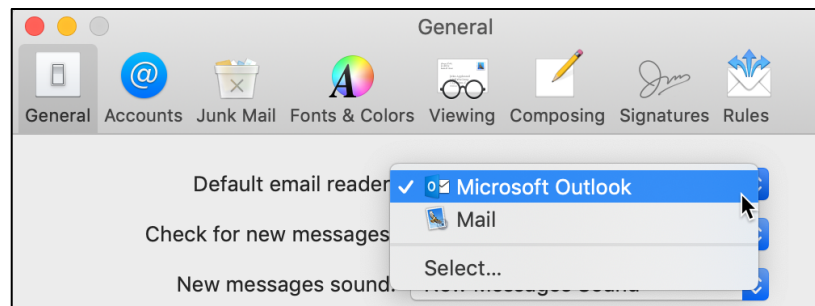 General
General Accounts Junk Mail Fonts & Colors Viewing Composing Signatures Rules
Default email reader Microsoft Outlook
Mail
Check for new messages
Select...
New messages sound: